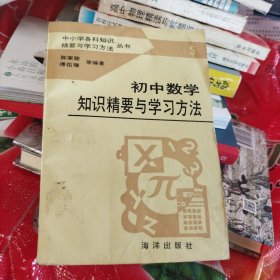 中小学各科知识
精要与学习方法 丛书
陈家骏
傅佑珊 等编著
5
初中数学
知识精要与学习方法
海洋出版社